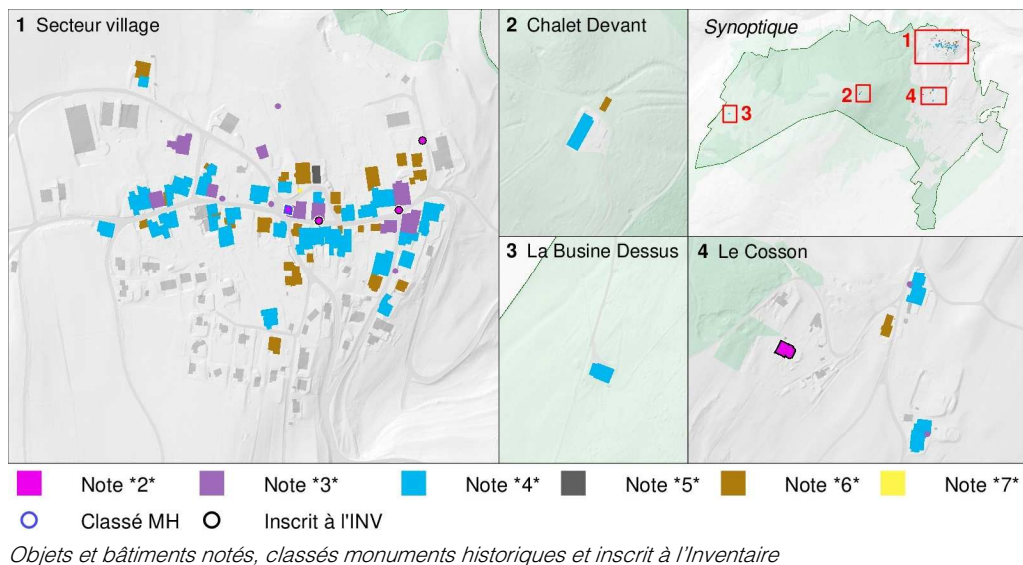 1 Secteur village
2 Chalet Devant
Synoptique
1
2
4
3
3 La Busine Dessus
4 Le Cosson
Note *2* Note *3* Note *4* Note *5* Note *6* Note *7*
Classé MH Inscrit à l'INV
Objets et bâtiments notés, classés monuments historiques et inscrit à l'Inventaire